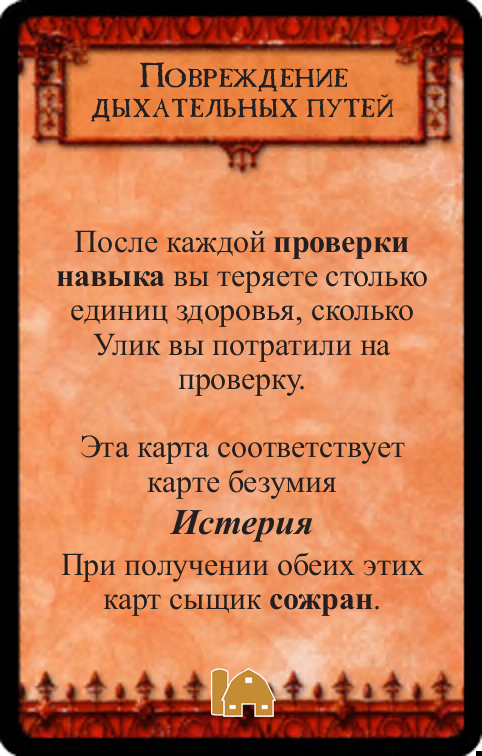 Повреждение
дыхательных путей
После каждой проверки
навыка вы теряете столько
единиц здоровья, сколько
Улик вы потратили на
проверку.
Эта карта соответствует
карте безумия
Истерия
При получении обеих этих
карт сыщик сожран.